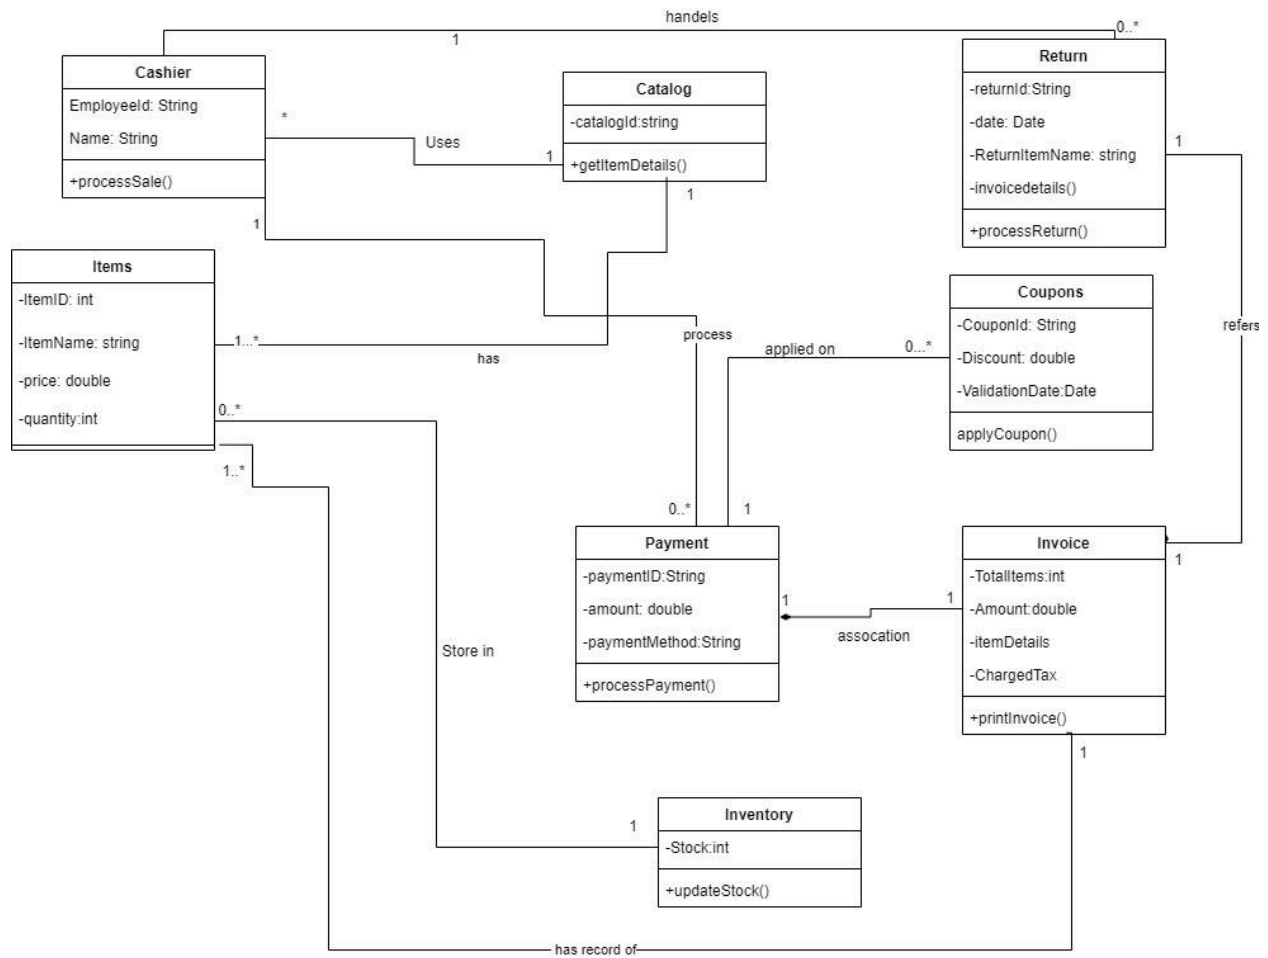 handels
1
0..*
Cashier
EmployeeId: String
Name: String
+processSale()
*
Uses
1
Catalog
-catalogId:string
+getItemDetails()
1
Return
-returnId:String
-date: Date
-ReturnItemName: string
-invoicedetails()
+processReturn()
1
refers
1
Items
-ItemID: int
-ItemName: string
-price: double
-quantity:int
1...*
has
process
0..*
1..*
Coupons
-CouponId: String
-Discount: double
-ValidationDate:Date
applyCoupon()
applied on
0...*
0..*
1
Payment
-paymentID:String
-amount: double
-paymentMethod:String
+processPayment()
1
assocation
1
Invoice
-TotalItems:int
-Amount:double
-itemDetails
-ChargedTax
+printInvoice()
1
1
Store in
1
Inventory
-Stock:int
+updateStock()
has record of